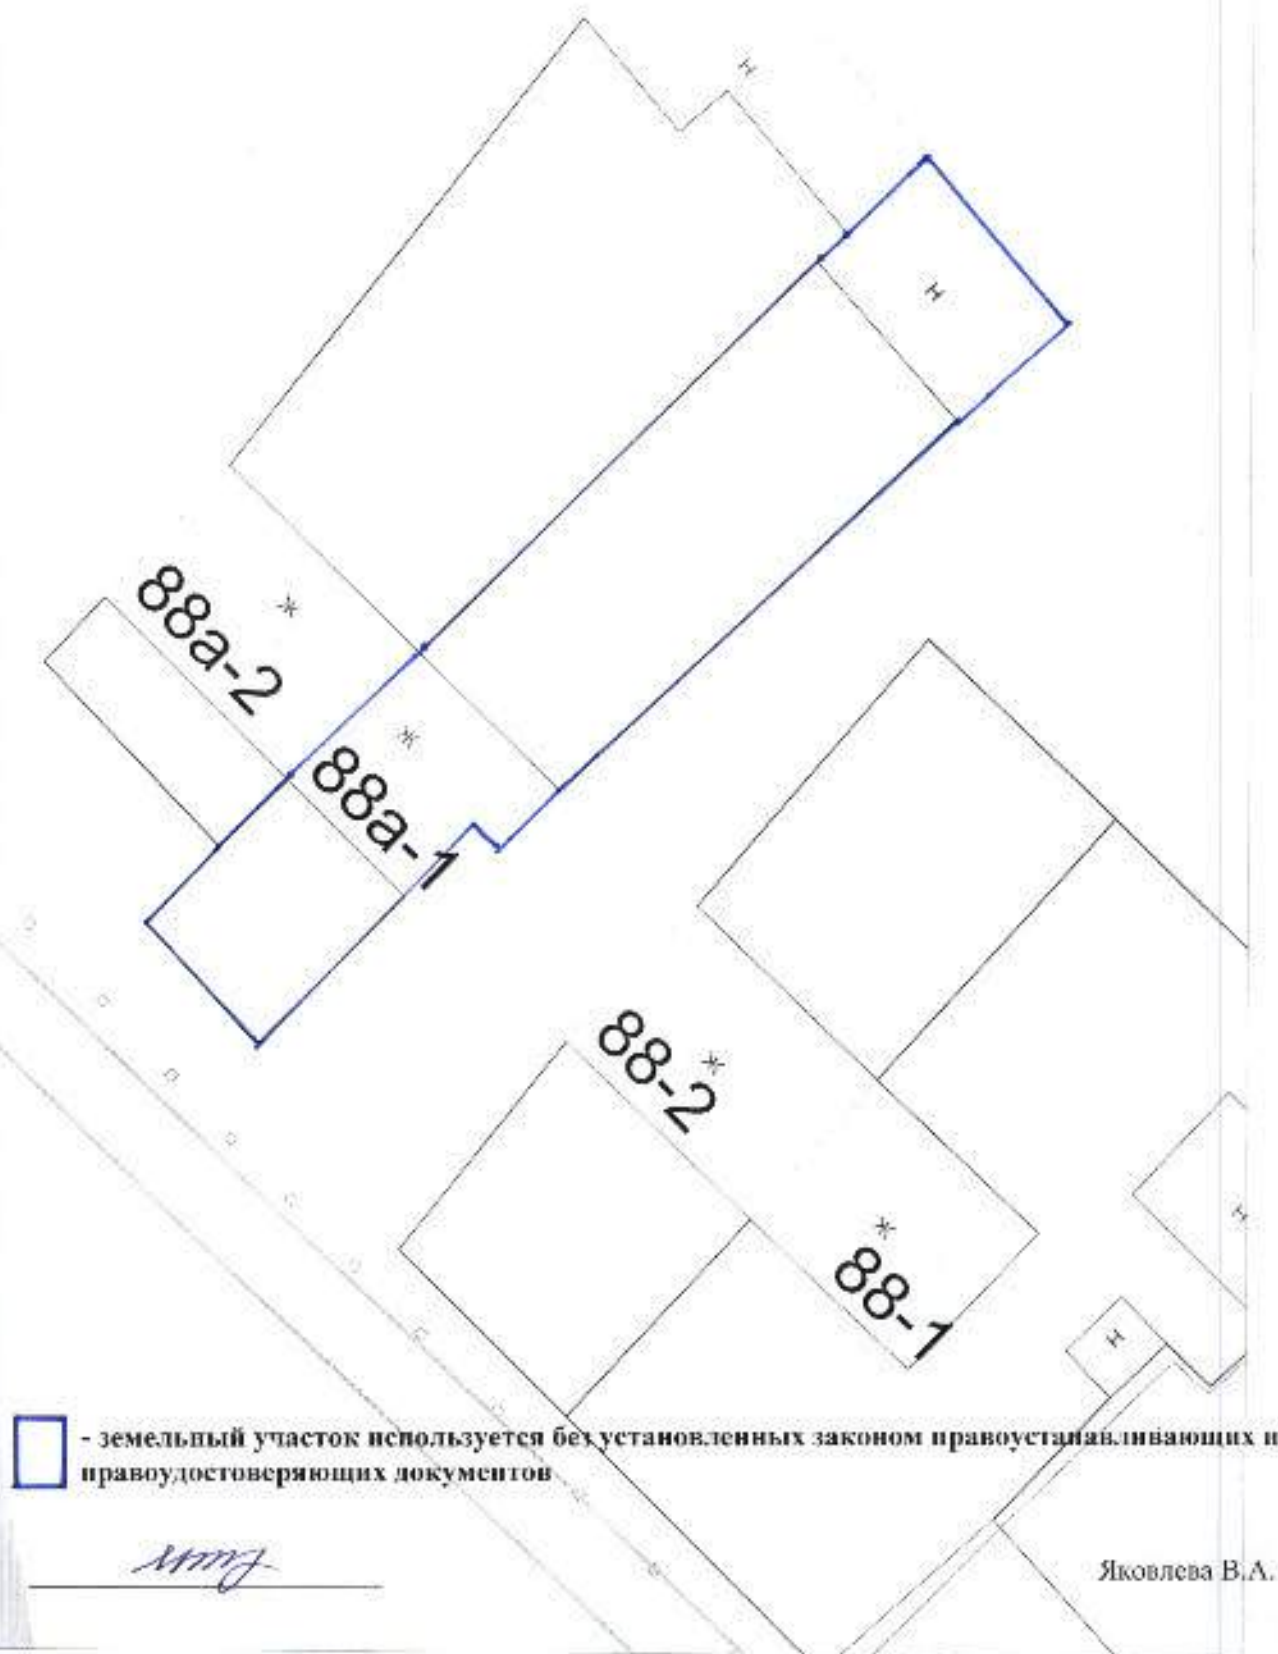 Н
Н
88а-2
Ж
Ж
88а-1
88-2
Ж
Ж
88-1
Н
Н
- земельный участок используется без установленных законом правоустанавливающих и
правоудостоверяющих документов
Яковлева В.А.